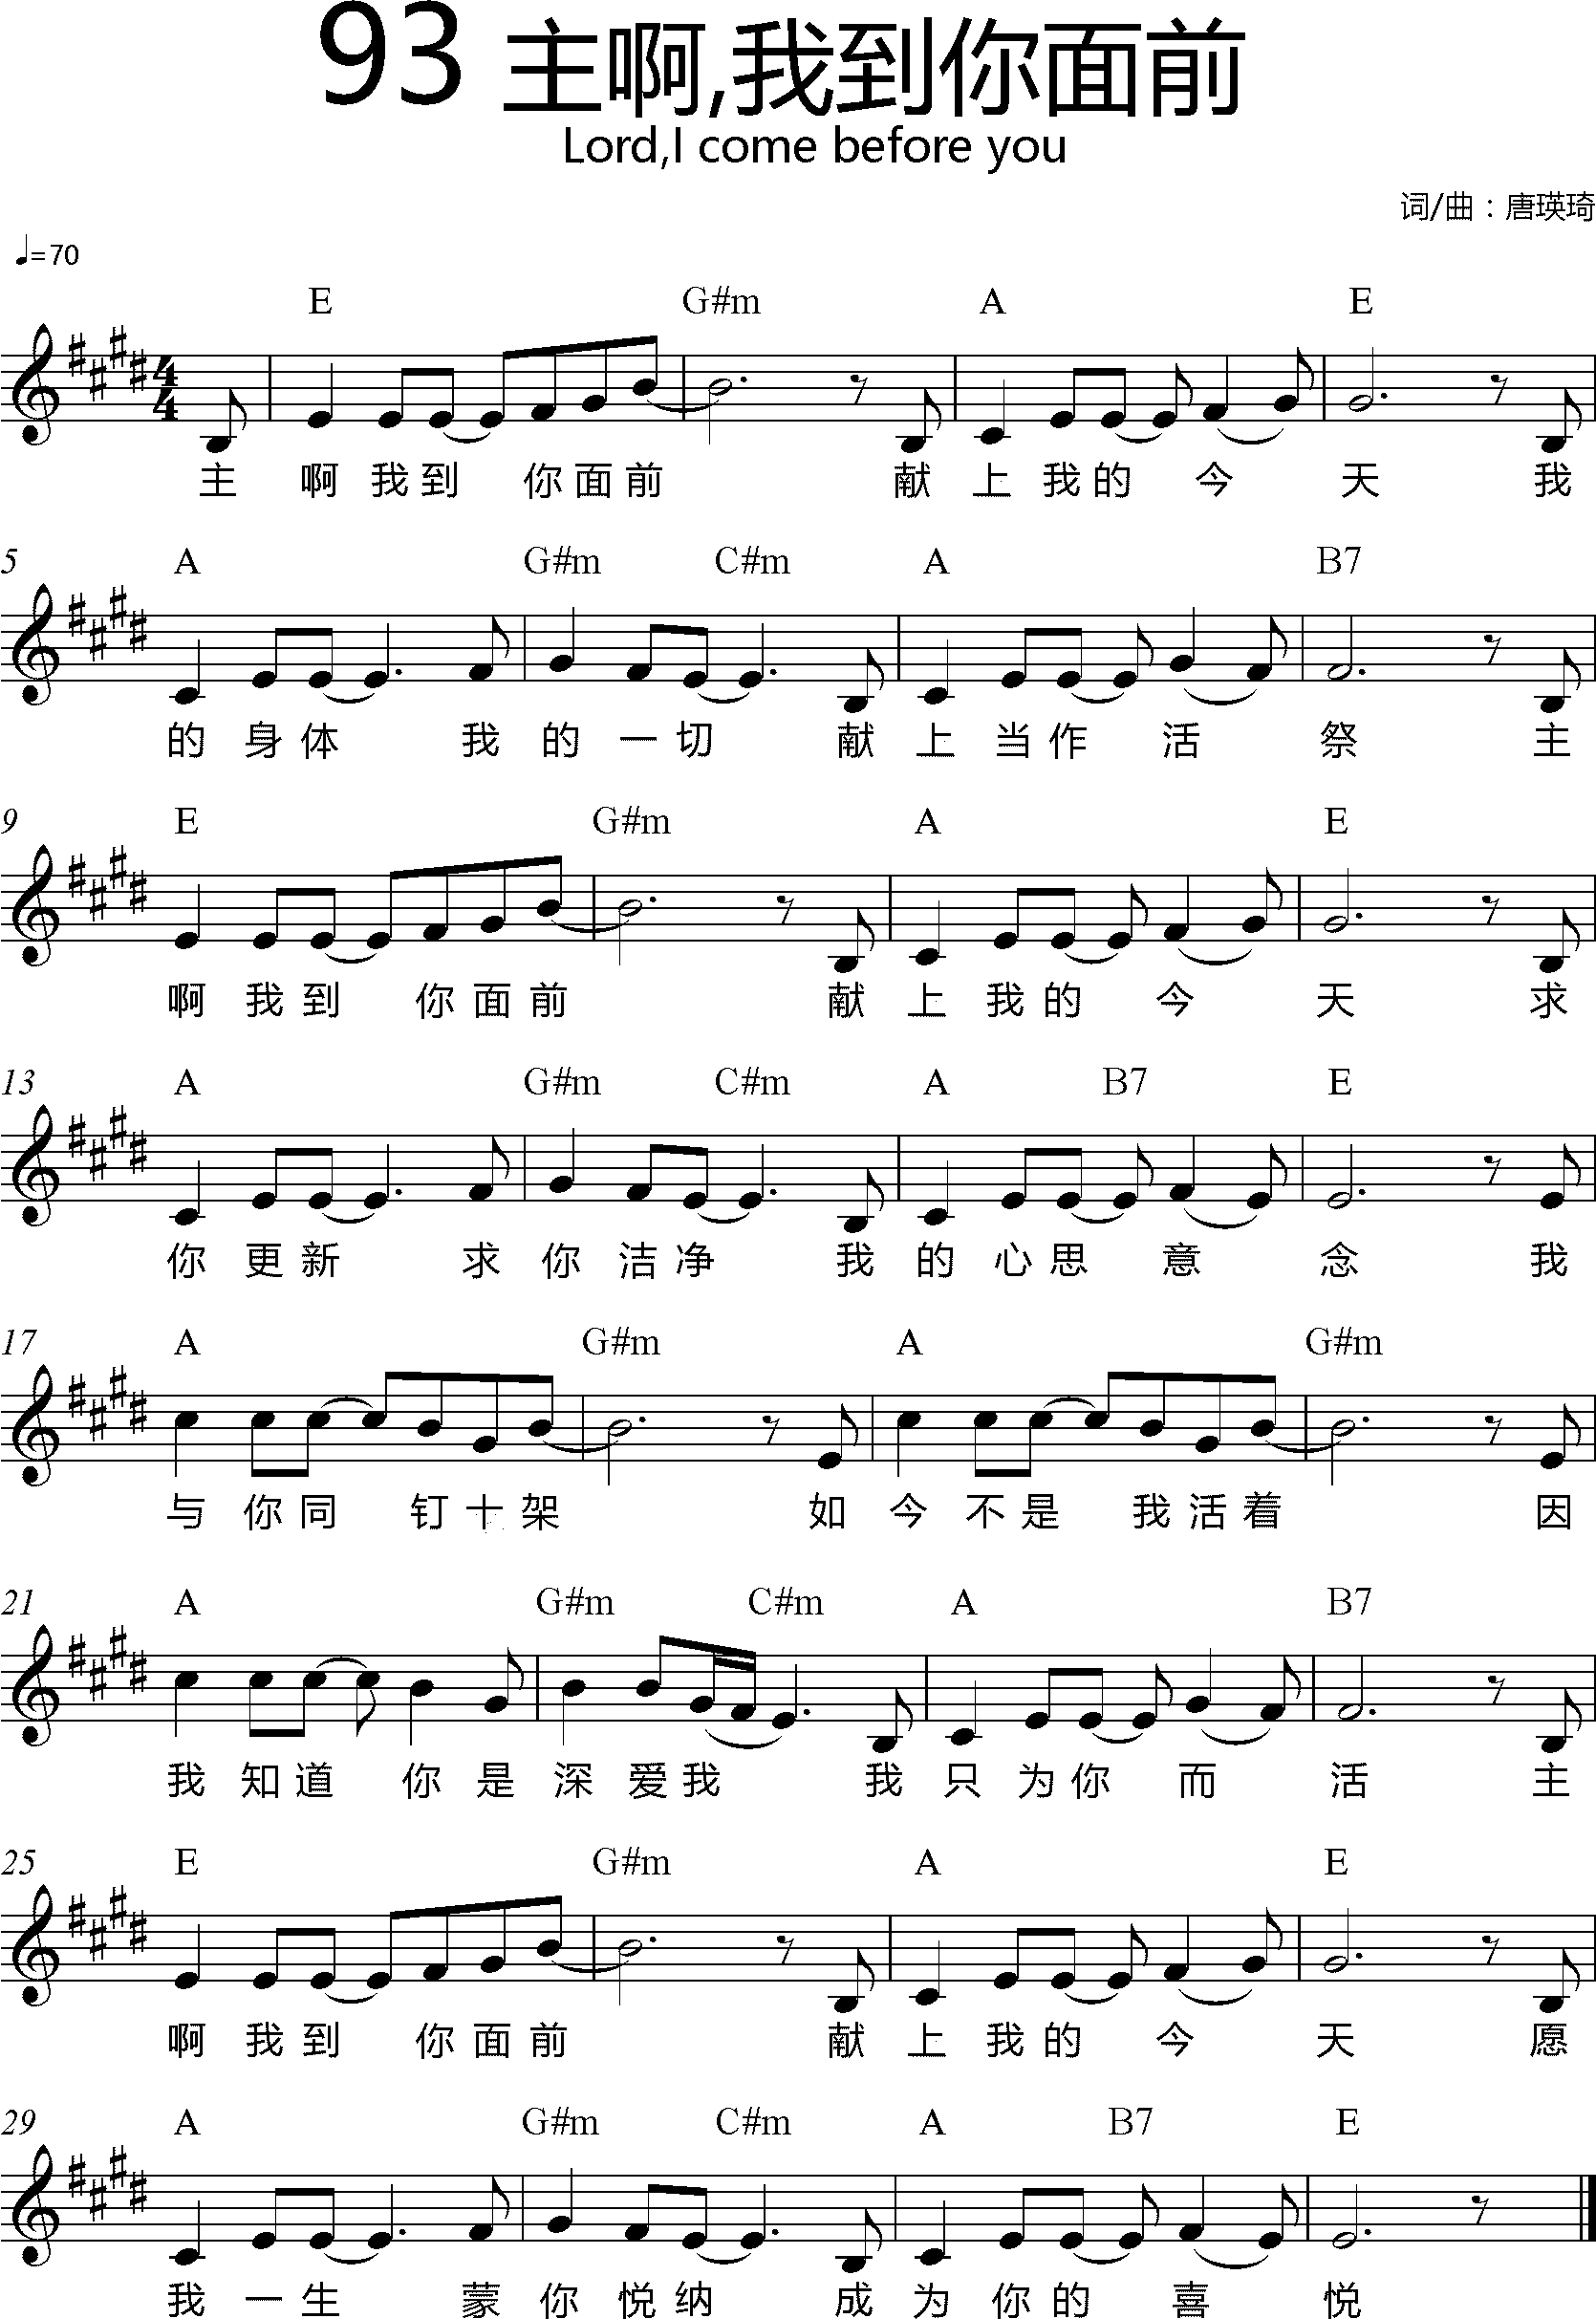 93 主啊,我到你面前
Lord,I come before you
词/曲：唐瑛琦
♩=70
E G#m A E
主 啊 我 到 你 面 前 献 上 我 的 今 天 我
5 A G#m C#m A B7
的 身 体 我 的 一 切 献 上 当 作 活 祭 主
9 E G#m A E
啊 我 到 你 面 前 献 上 我 的 今 天 求
13 A G#m C#m A B7 E
你 更 新 求 你 洁 净 我 的 心 思 意 念 我
17 A G#m A G#m
与 你 同 钉 十 架 如 今 不 是 我 活 着 因
21 A G#m C#m A B7
我 知 道 你 是 深 爱 我 我 只 为 你 而 活 主
25 E G#m A E
啊 我 到 你 面 前 献 上 我 的 今 天 愿
29 A G#m C#m A B7 E
我 一 生 蒙 你 悦 纳 成 为 你 的 喜 悦